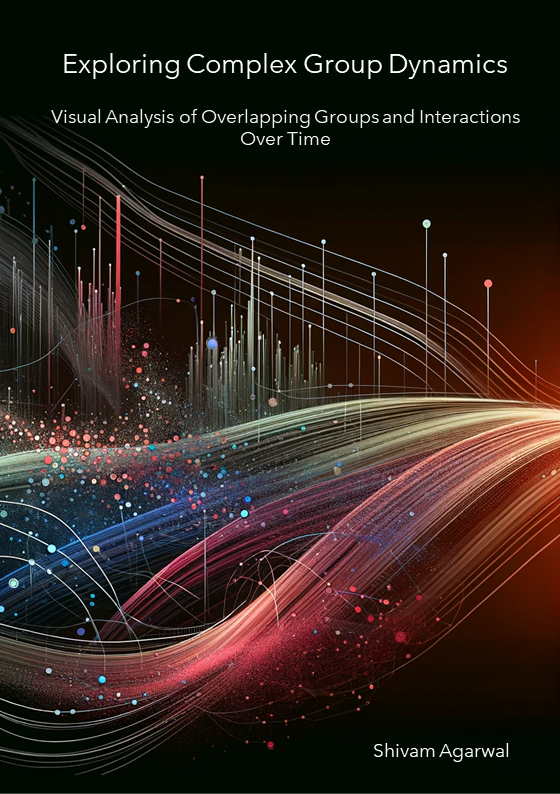 Exploring Complex Group Dynamics
Visual Analysis of Overlapping Groups and Interactions
Over Time
Shivam Agarwal